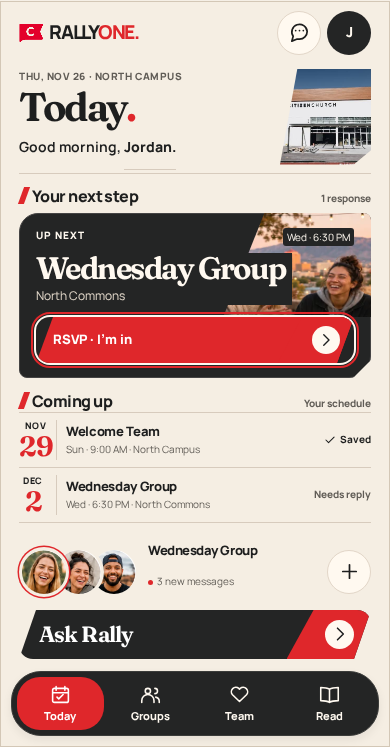 C RALLYONE.
J
THU, NOV 26 · NORTH CAMPUS
Today.
Good morning, Jordan.
CITIZENCHURCH
Your next step
1 response
UP NEXT
Wed · 6:30 PM
Wednesday Group
North Commons
RSVP · I'm in
Coming up
Your schedule
NOV
29
Welcome Team
Sun · 9:00 AM · North Campus
Saved
DEC
2
Wednesday Group
Wed · 6:30 PM · North Commons
Needs reply
Wednesday Group
3 new messages
Ask Rally
Today
Groups
Team
Read